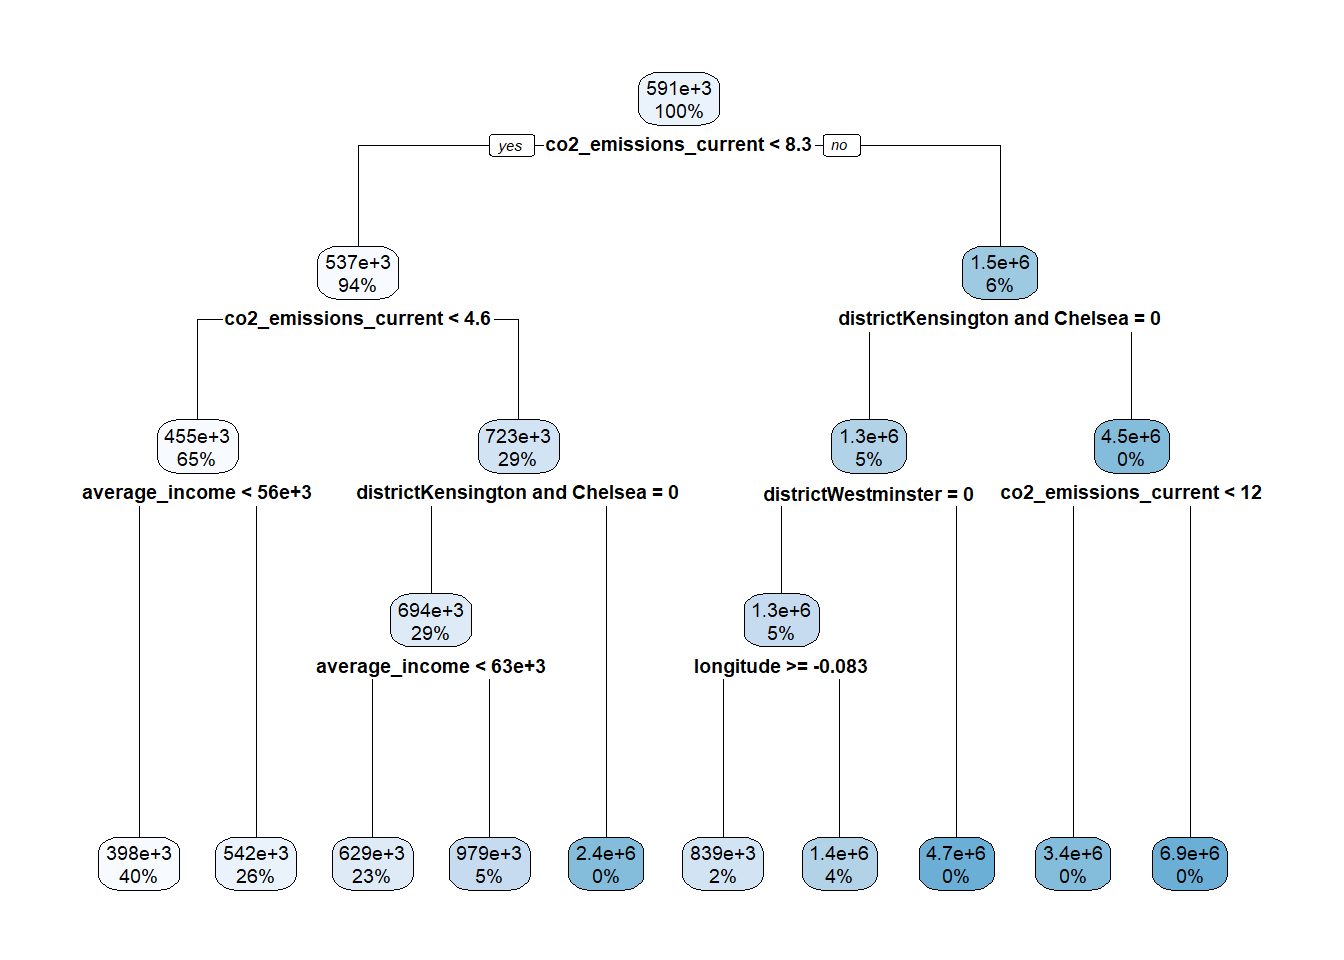 591e+3
100%
yes co2_emissions_current < 8.3 no
537e+3
94%
1.5e+6
6%
co2_emissions_current < 4.6
districtKensington and Chelsea = 0
455e+3
65%
723e+3
29%
1.3e+6
5%
4.5e+6
0%
average_income < 56e+3
districtKensington and Chelsea = 0
districtWestminster = 0
co2_emissions_current < 12
694e+3
29%
1.3e+6
5%
average_income < 63e+3
longitude >= -0.083
398e+3
40%
542e+3
26%
629e+3
23%
979e+3
5%
2.4e+6
0%
839e+3
2%
1.4e+6
4%
4.7e+6
0%
3.4e+6
0%
6.9e+6
0%